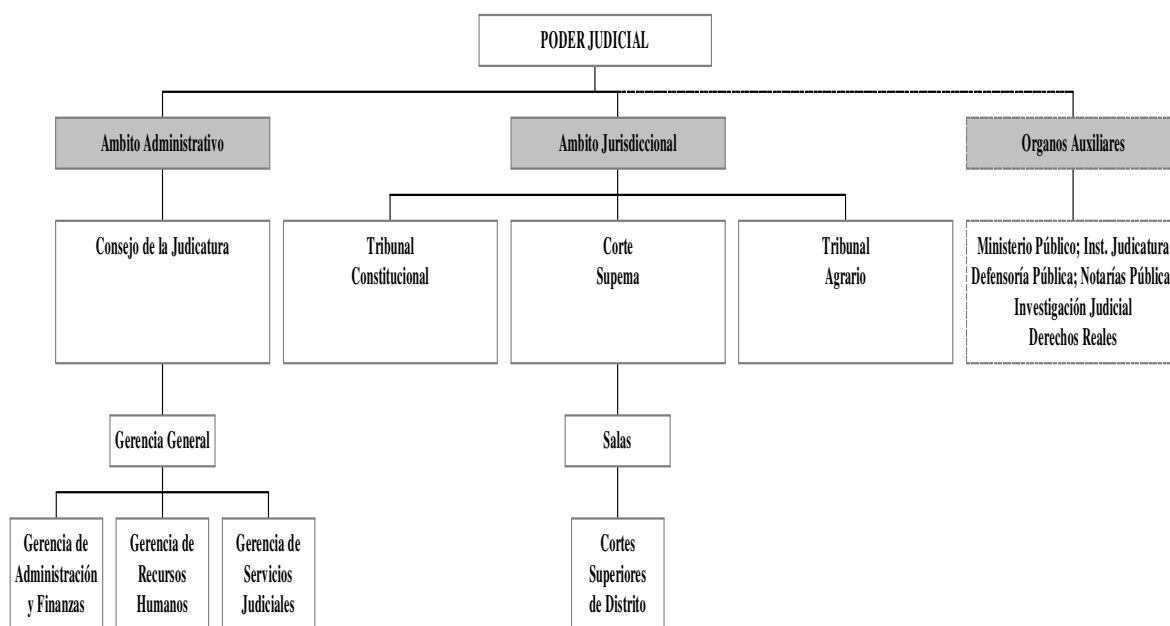 PODER JUDICIAL
Ambito Administrativo
Ambito Jurisdiccional
Organos Auxiliares
Consejo de la Judicatura
Tribunal
Constitucional
Corte
Supema
Tribunal
Agrario
Ministerio Público; Inst. Judicatura
Defensoría Pública; Notarías Pública
Investigación Judicial
Derechos Reales
Gerencia General
Salas
Gerencia de
Administración
y Finanzas
Gerencia de
Recursos
Humanos
Gerencia de
Servicios
Judiciales
Cortes
Superiores
de Distrito